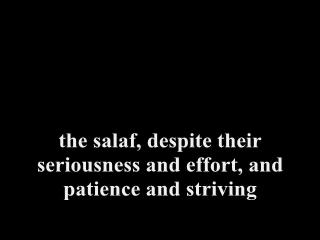 the salaf, despite their
seriousness and effort, and
patience and striving